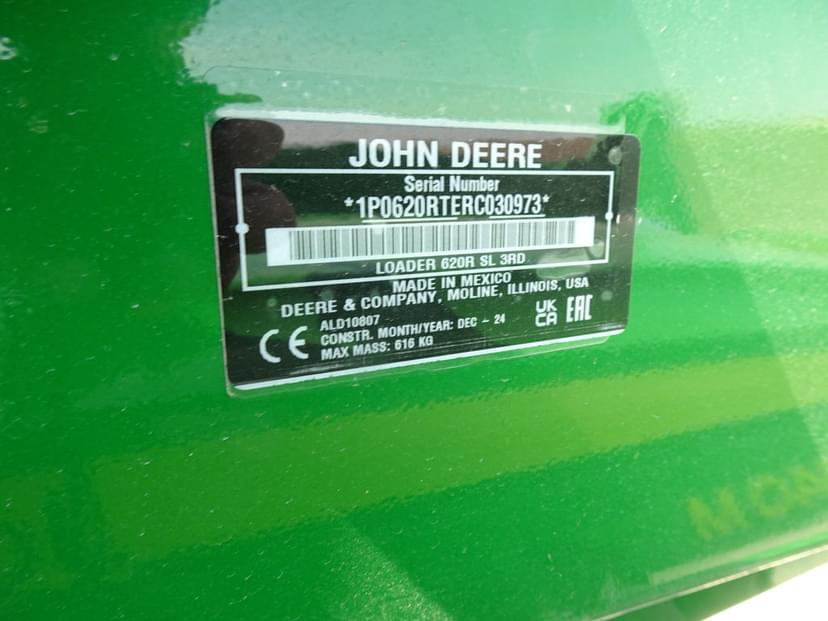 JOHN DEERE
Serial Number
*1P0620RTERC030973*
LOADER 620R SL 3RD
MADE IN MEXICO
DEERE & COMPANY, MOLINE, ILLINOIS, USA
ALD10807
CONSTR. MONTH/YEAR: DEC - 24
MAX MASS: 616 KG
CE
UK
CA
EAC